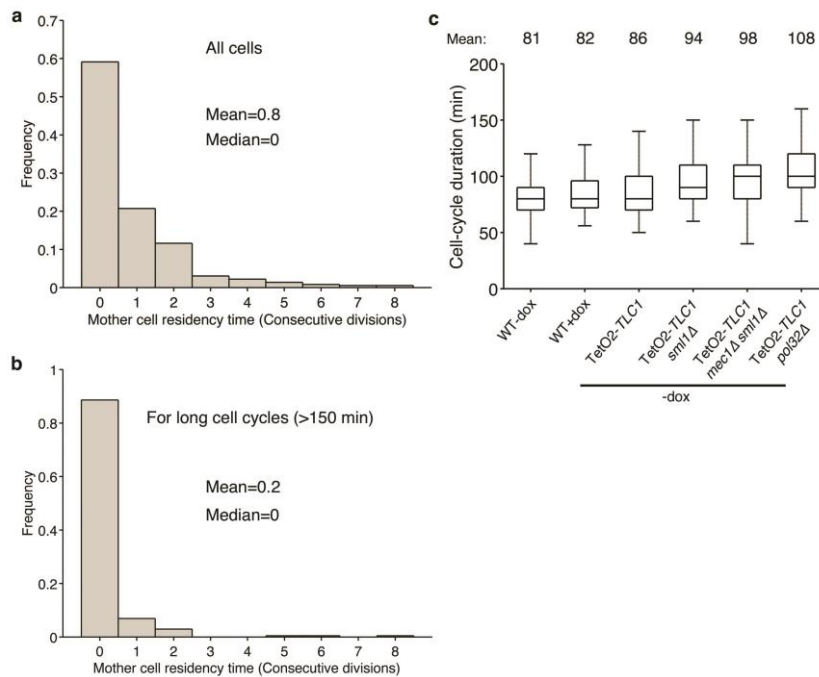 a
0.7
0.6
0.5
0.4
0.3
0.2
0.1
0
Frequency
All cells
Mean=0.8
Median=0
0 1 2 3 4 5 6 7 8
Mother cell residency time (Consecutive divisions)
b
1
0.8
0.6
0.4
0.2
0
Frequency
For long cell cycles (>150 min)
Mean=0.2
Median=0
0 1 2 3 4 5 6 7 8
Mother cell residency time (Consecutive divisions)
c
Mean: 81 82 86 94 98 108
200
150
100
50
0
Cell-cycle duration (min)
WT-dox
WT+dox
TetO2-TLC1
TetO2-TLC1
sml1Δ
TetO2-TLC1
mec1Δ sml1Δ
TetO2-TLC1
pol32Δ
-dox